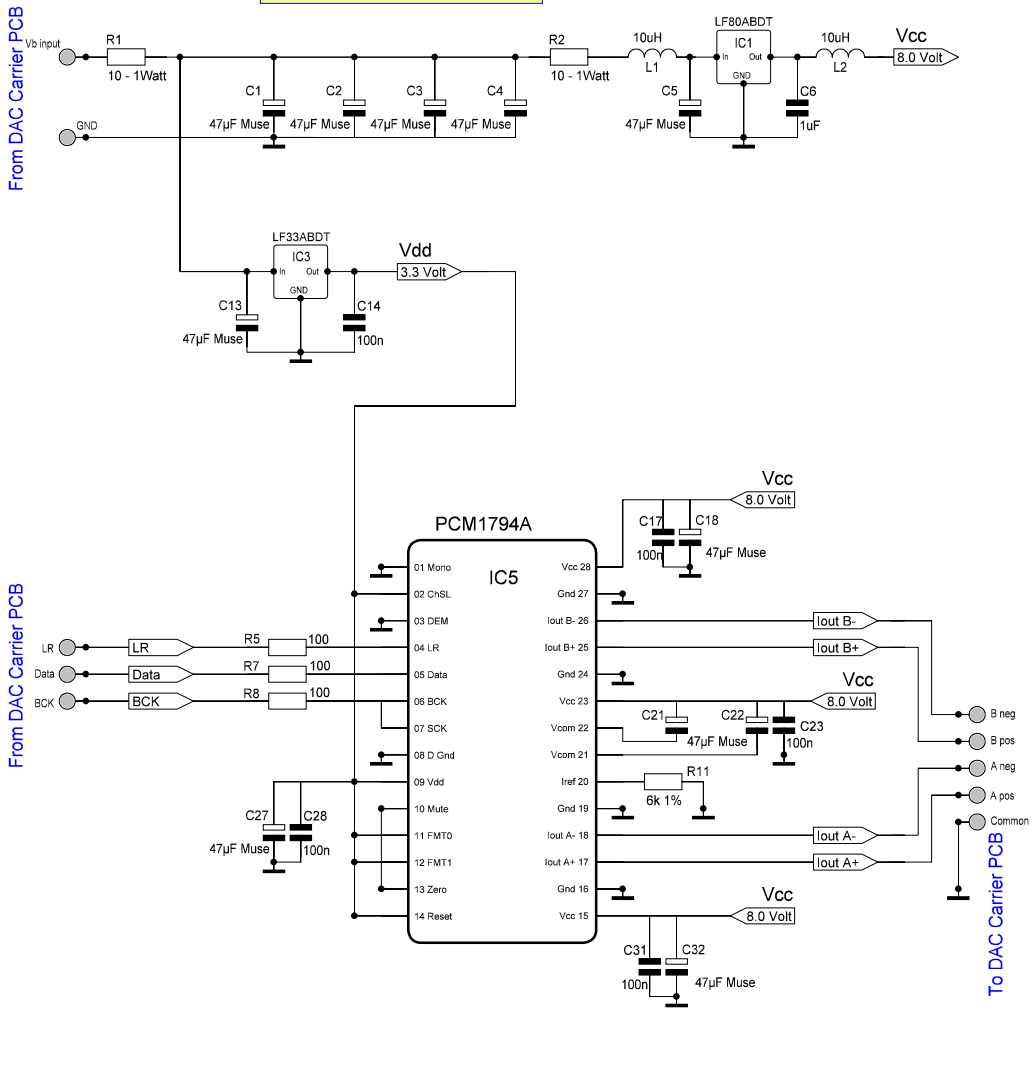 From DAC Carrier PCB
Vb input
R1
10 - 1Watt
GND
C1
47µF Muse
C2
47µF Muse
C3
47µF Muse
C4
47µF Muse
R2
10 - 1Watt
10uH
L1
C5
47µF Muse
LF80ABDT
IC1
In
Out
GND
C6
1uF
10uH
L2
Vcc
8.0 Volt
LF33ABDT
IC3
In
Out
GND
C13
47µF Muse
C14
100n
Vdd
3.3 Volt
PCM1794A
IC5
01 Mono
02 ChSL
03 DEM
04 LR
05 Data
06 BCK
07 SCK
08 D Gnd
09 Vdd
10 Mute
11 FMT0
12 FMT1
13 Zero
14 Reset
Vcc 28
Gnd 27
Iout B- 26
Iout B+ 25
Gnd 24
Vcc 23
Vcom 22
Vcom 21
Iref 20
Gnd 19
Iout A- 18
Iout A+ 17
Gnd 16
Vcc 15
From DAC Carrier PCB
LR
LR
R5
100
Data
Data
R7
100
BCK
BCK
R8
100
C27
47µF Muse
C28
100n
Vcc
8.0 Volt
C17
100n
C18
47µF Muse
Iout B-
Iout B+
Vcc
8.0 Volt
C21
47µF Muse
C22
C23
100n
R11
6k 1%
Iout A-
Iout A+
Vcc
8.0 Volt
C31
100n
C32
47µF Muse
B neg
B pos
A neg
A pos
Common
To DAC Carrier PCB